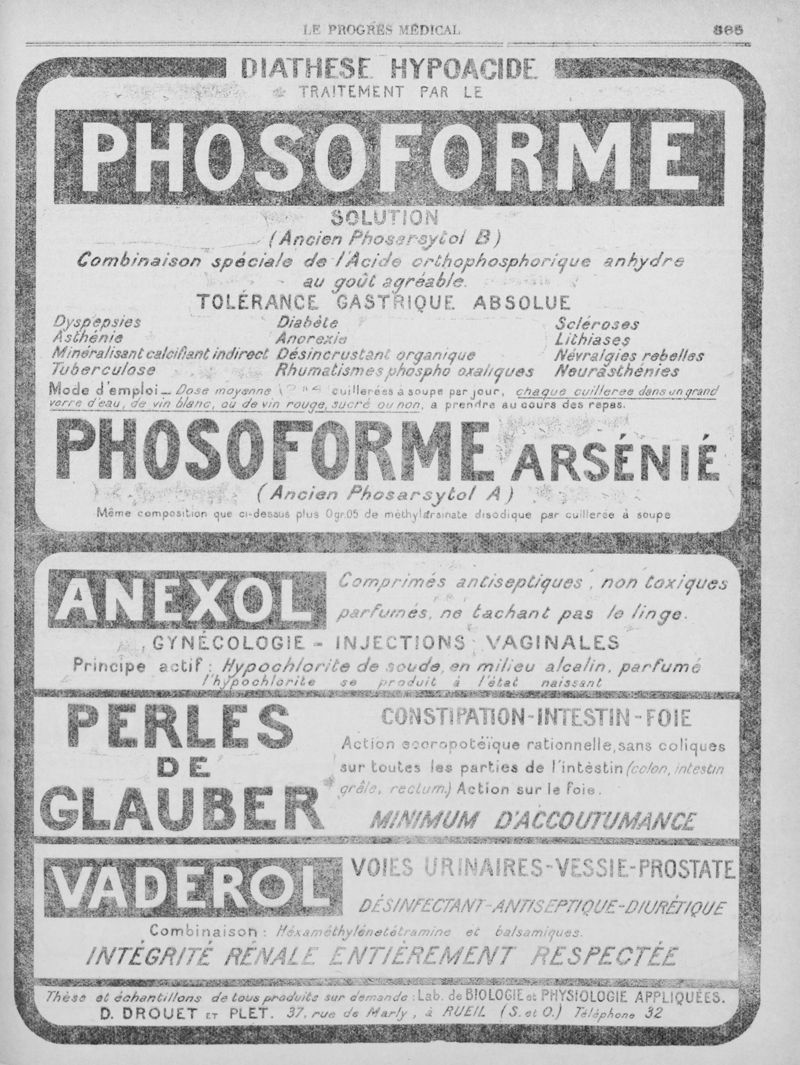 LE PROGRÈS MÉDICAL 865
DIATHESE HYPOACIDE
TRAITEMENT PAR LE
PHOSOFORME
SOLUTION
(Ancien Phosarsytol B)
Combinaison spéciale de l'Acide orthophosphorique anhydre
au goût agréable.
TOLÉRANCE GASTRIQUE ABSOLUE
Dyspepsies Diabète Scléroses
Asthénie Anorexie Lithiases
Minéralisant calcifiant indirect Désincrustant organique Névralgies rebelles
Tuberculose Rhumatismes phospho oxaliques Neurasthénies
Mode d'emploi — Dose moyenne cuillerées à soupe par jour, chaque cuilleree dans un grand
verre d'eau, de vin blanc, ou de vin rouge, sucré ou non, a prendre au cours des repas.
PHOSOFORME ARSÉNIÉ
(Ancien Phosarsytol A)
Même composition que ci-dessus plus 0gr.05 de méthylarsinate disodique par cuillerée à soupe
ANEXOL Comprimés antiseptiques, non toxiques
parfumés, ne tachant pas le linge.
GYNÉCOLOGIE - INJECTIONS VAGINALES
Principe actif : Hypochlorite de soude, en milieu alcalin, parfumé
l'hypochlorite se produit à l'état naissant
PERLES
DE
GLAUBER
CONSTIPATION-INTESTIN-FOIE
Action eccropotéïque rationnelle, sans coliques
sur toutes les parties de l'intéstin (colon, intestin
grêle, rectum.) Action sur le foie.
MINIMUM D'ACCOUTUMANCE
VADEROL
VOIES URINAIRES-VESSIE-PROSTATE
DÉSINFECTANT-ANTISEPTIQUE-DIURÉTIQUE
Combinaison : Héxaméthylénetétramine et balsamiques.
INTÉGRITÉ RÉNALE ENTIÈREMENT RESPECTÉE
Thèse et échantillons de tous produits sur demande : Lab. de BIOLOGIE et PHYSIOLOGIE APPLIQUÉES.
D. DROUET ET PLET. 37, rue de Marly, à RUEIL (S. et O.) Téléphone 32